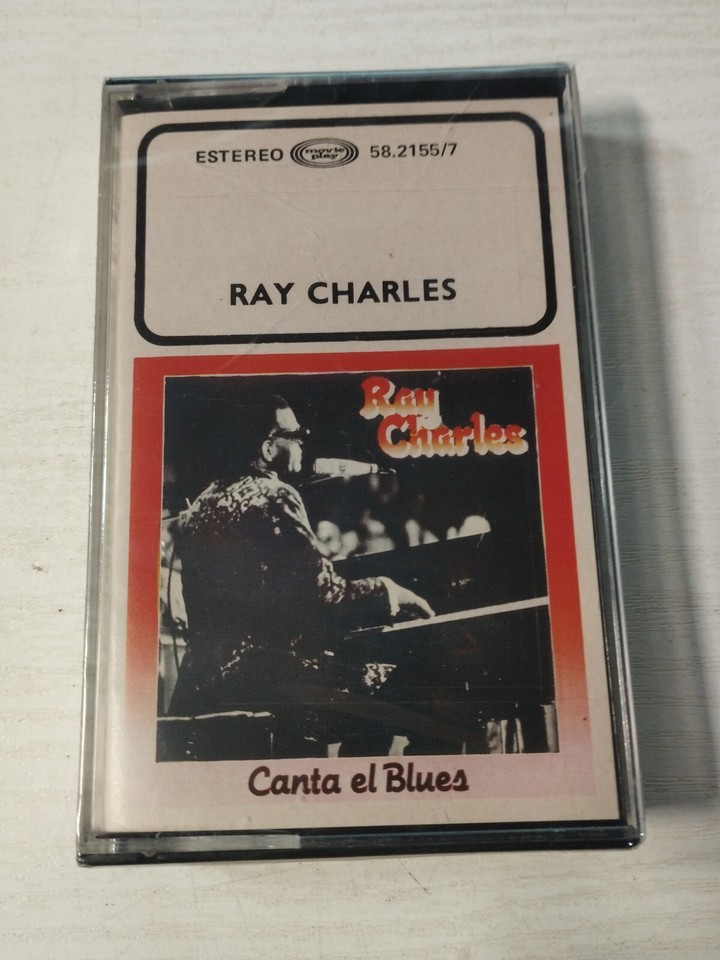 ESTEREO movie play 58.2155/7
RAY CHARLES
Ray
Charles
Canta el Blues